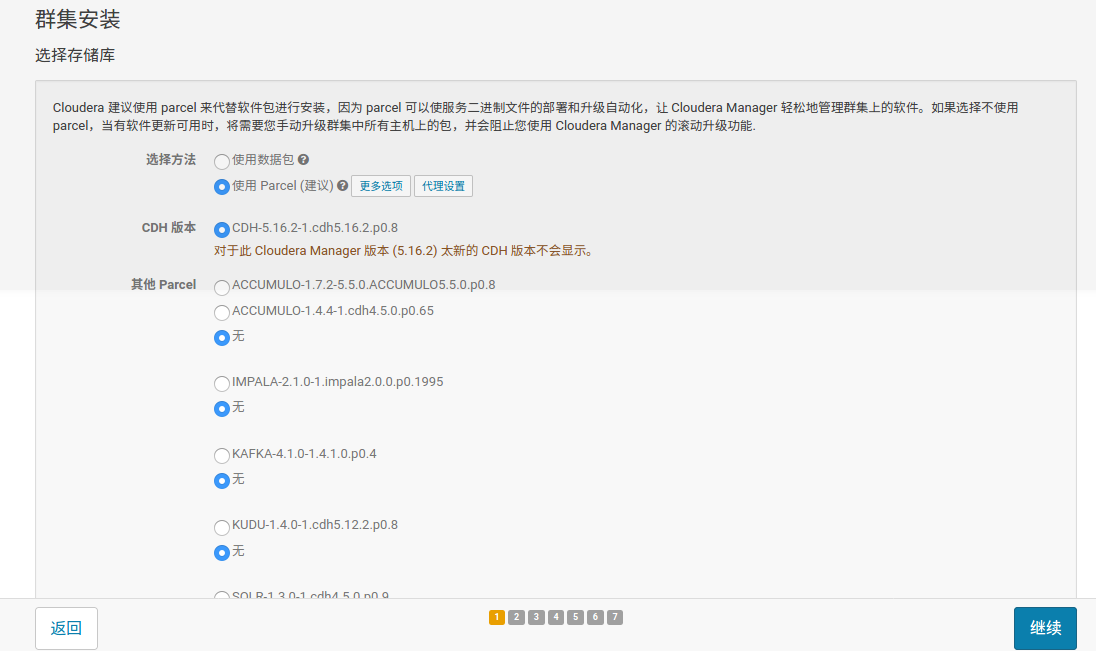 群集安装
选择存储库
Cloudera 建议使用 parcel 来代替软件包进行安装，因为 parcel 可以使服务二进制文件的部署和升级自动化，让 Cloudera Manager 轻松地管理群集上的软件。如果选择不使用
parcel，当有软件更新可用时，将需要您手动升级群集中所有主机上的包，并会阻止您使用 Cloudera Manager 的滚动升级功能.
选择方法 使用数据包 ?
使用 Parcel (建议) ? 更多选项 代理设置
CDH 版本 CDH-5.16.2-1.cdh5.16.2.p0.8
对于此 Cloudera Manager 版本 (5.16.2) 太新的 CDH 版本不会显示。
其他 Parcel ACCUMULO-1.7.2-5.5.0.ACCUMULO5.5.0.p0.8
ACCUMULO-1.4.4-1.cdh4.5.0.p0.65
无
IMPALA-2.1.0-1.impala2.0.0.p0.1995
无
KAFKA-4.1.0-1.4.1.0.p0.4
无
KUDU-1.4.0-1.cdh5.12.2.p0.8
无
SOLR-1.3.0-1.cdh4.5.0.p0.9
返回 1 2 3 4 5 6 7 继续